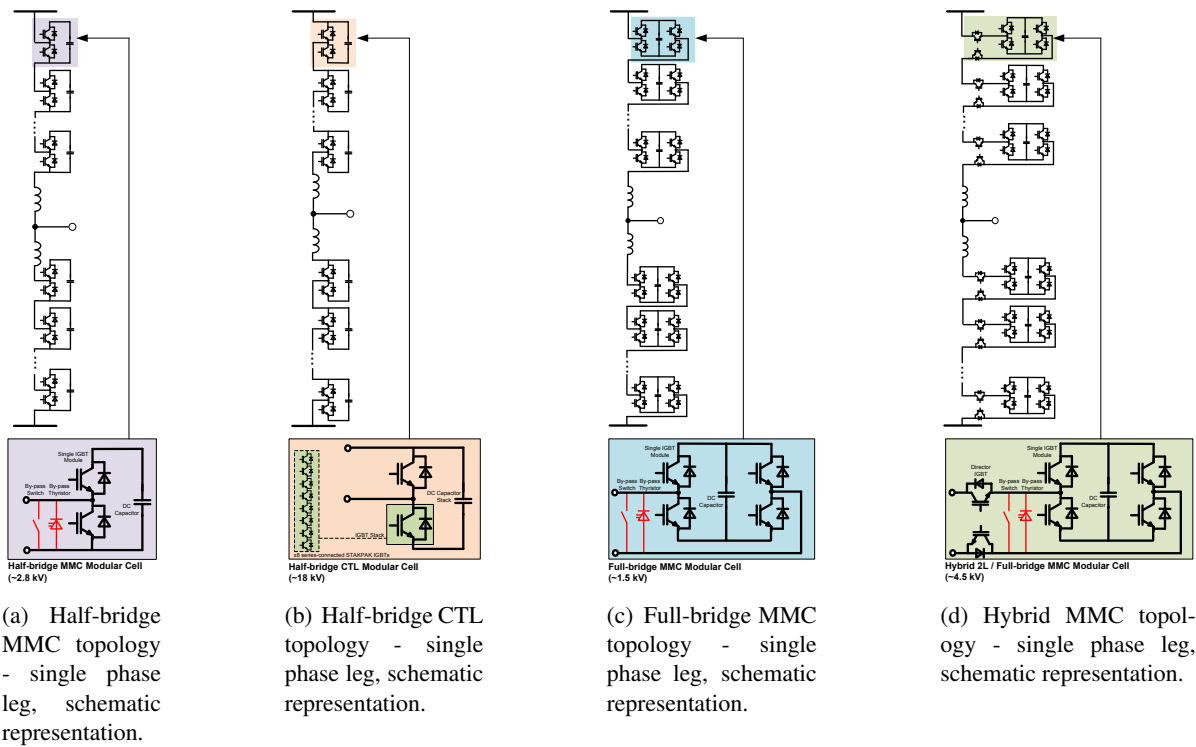 Single IGBT
Module
By-pass
Switch
By-pass
Thyristor
DC
Capacitor
Half-bridge MMC Modular Cell
(~2.8 kV)
DC Capacitor
Stack
IGBT Stack
x8 series-connected STAKPAK IGBTs
Half-bridge CTL Modular Cell
(~18 kV)
Single IGBT
Module
By-pass
Switch
By-pass
Thyristor
DC
Capacitor
Full-bridge MMC Modular Cell
(~1.5 kV)
Director
IGBT
Single IGBT
Module
By-pass
Switch
By-pass
Thyristor
DC
Capacitor
Hybrid 2L / Full-bridge MMC Modular Cell
(~4.5 kV)
(a) Half-bridge
MMC topology
- single phase
leg, schematic
representation.
(b) Half-bridge CTL
topology - single
phase leg, schematic
representation.
(c) Full-bridge MMC
topology - single
phase leg, schematic
representation.
(d) Hybrid MMC topol-
ogy - single phase leg,
schematic representation.